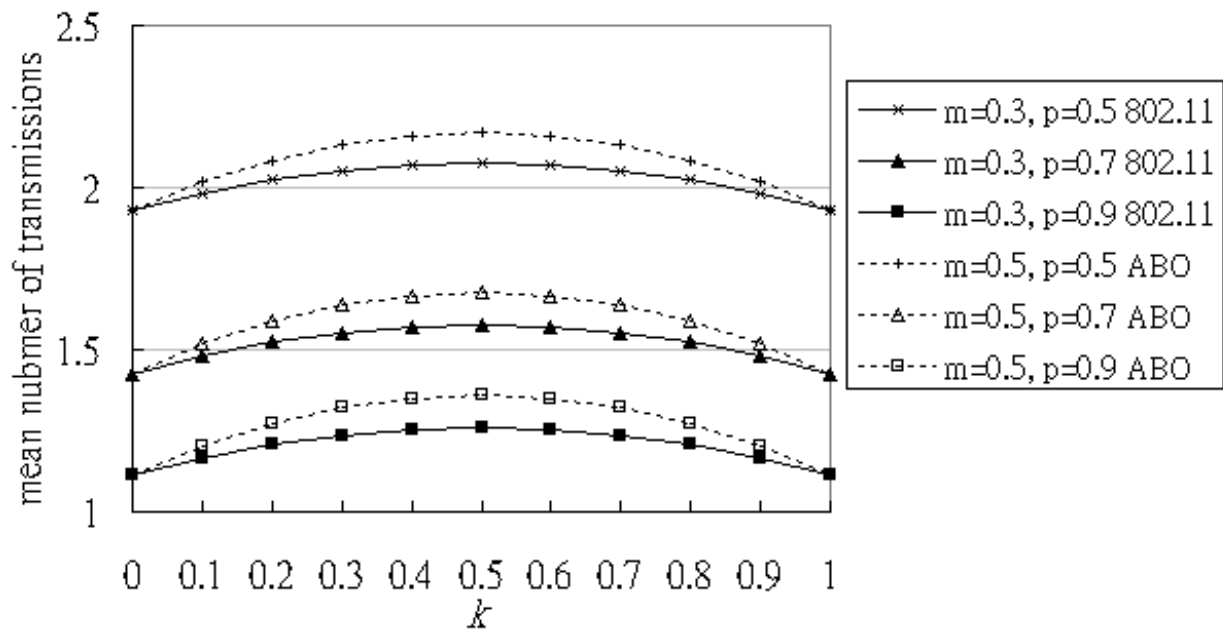 mean nubmer of transmissions
2.5
2
1.5
1
0 0.1 0.2 0.3 0.4 0.5 0.6 0.7 0.8 0.9 1
k
m=0.3, p=0.5 802.11
m=0.3, p=0.7 802.11
m=0.3, p=0.9 802.11
m=0.5, p=0.5 ABO
m=0.5, p=0.7 ABO
m=0.5, p=0.9 ABO